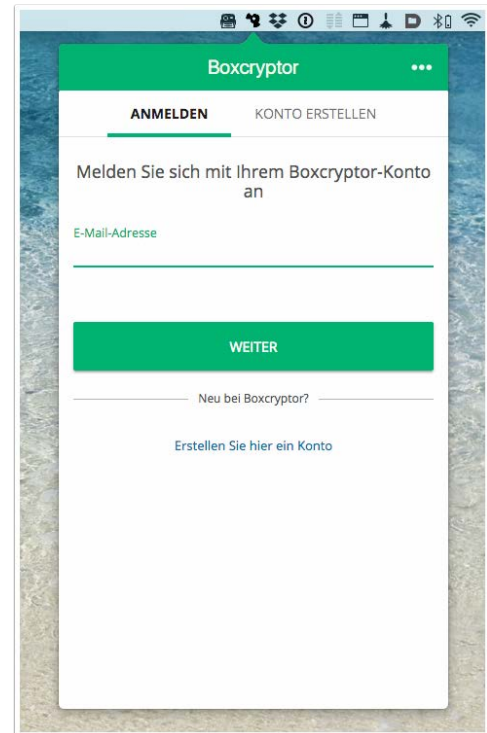 Boxcryptor
ANMELDEN KONTO ERSTELLEN
Melden Sie sich mit Ihrem Boxcryptor-Konto
an
E-Mail-Adresse
WEITER
Neu bei Boxcryptor?
Erstellen Sie hier ein Konto